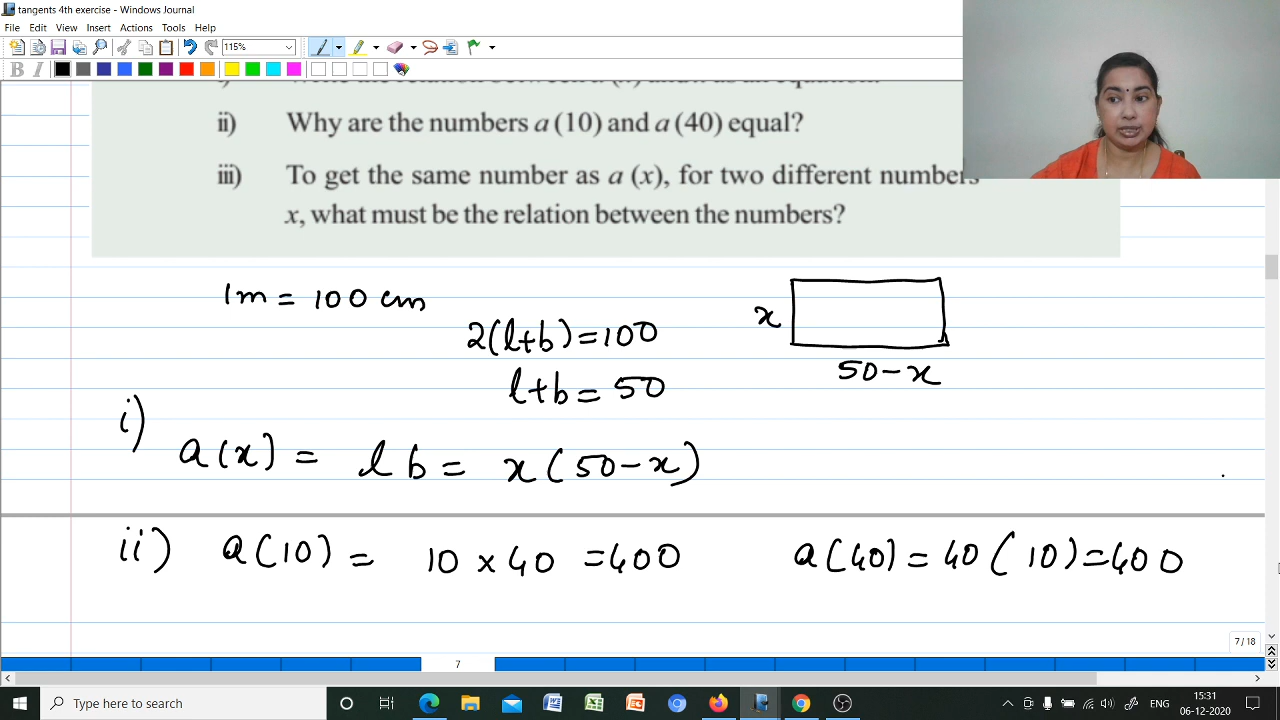 tangents 4th exercise - Windows Journal
File Edit View Insert Actions Tools Help
115%
B I
ii) Why are the numbers a (10) and a (40) equal?
iii) To get the same number as a (x), for two different numbers
x, what must be the relation between the numbers?
1m = 100 cm
2(l+b)=100
x
l+b= 50
50-x
i)
a(x) = l b = x(50-x)
ii) a(10) = 10 × 40 =400 a(40)=40(10)=400
7/18
7
Type here to search
ENG
15:31
06-12-2020